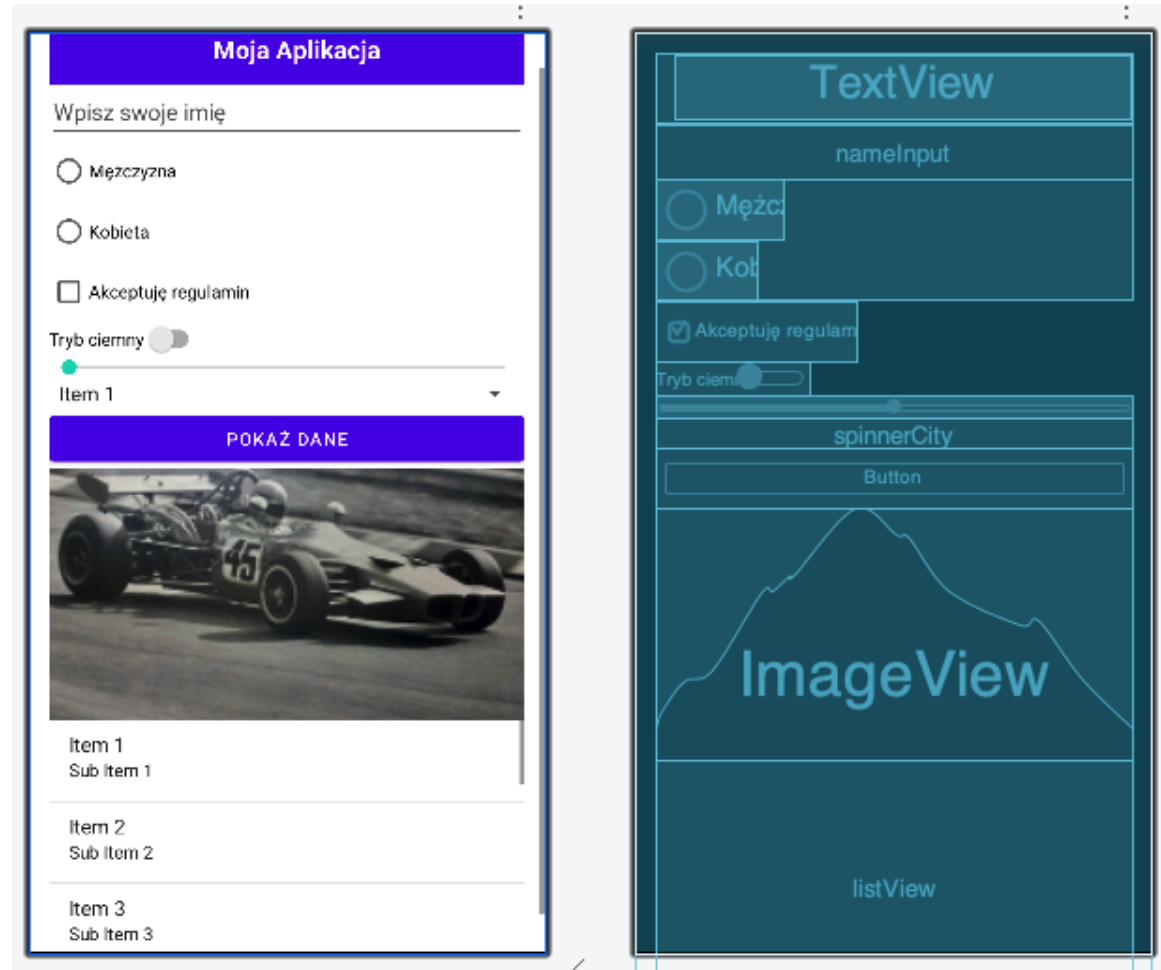 Moja Aplikacja
Wpisz swoje imię
Mężczyzna
Kobieta
Akceptuję regulamin
Tryb ciemny
Item 1
POKAŻ DANE
45
Item 1
Sub Item 1
Item 2
Sub Item 2
Item 3
Sub Item 3
TextView
nameInput
Mężcz
Kob
Akceptuję regulam
Tryb ciem
spinnerCity
Button
ImageView
listView